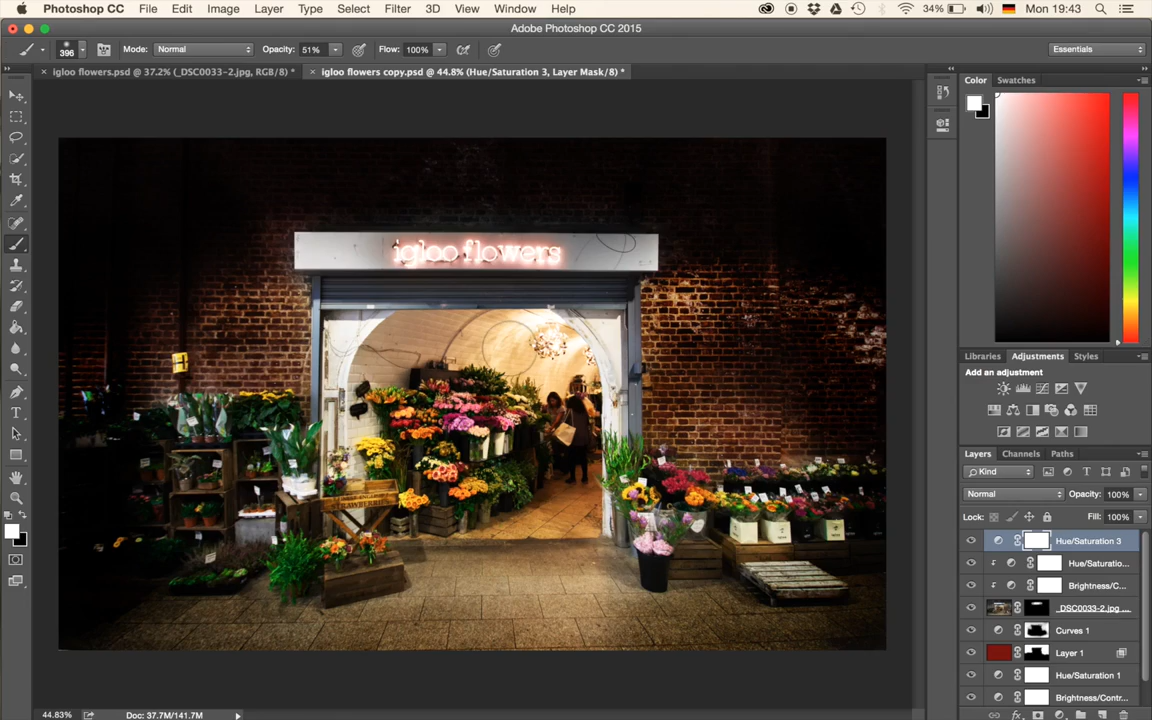 Photoshop CC File Edit Image Layer Type Select Filter 3D View Window Help 34% Mon 19:43
Adobe Photoshop CC 2015
396 Mode: Normal Opacity: 51% Flow: 100% Essentials
igloo flowers.psd @ 37.2% (_DSC0033-2.jpg, RGB/8) * igloo flowers copy.psd @ 44.8% (Hue/Saturation 3, Layer Mask/8) *
Color Swatches
igloo flowers
Libraries Adjustments Styles
Add an adjustment
Layers Channels Paths
Kind
Normal Opacity: 100%
Lock: Fill: 100%
Hue/Saturation 3
Hue/Saturatio...
Brightness/C...
_DSC0033-2.jpg ...
Curves 1
Layer 1
Hue/Saturation 1
Brightness/Contr...
44.83% Doc: 37.7M/141.7M